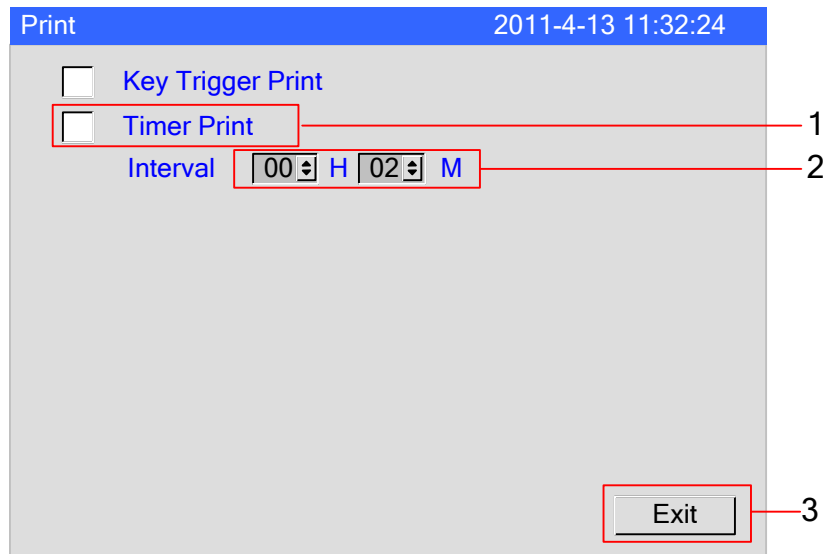 Print 2011-4-13 11:32:24
Key Trigger Print
Timer Print 1
Interval 00 H 02 M 2
Exit 3